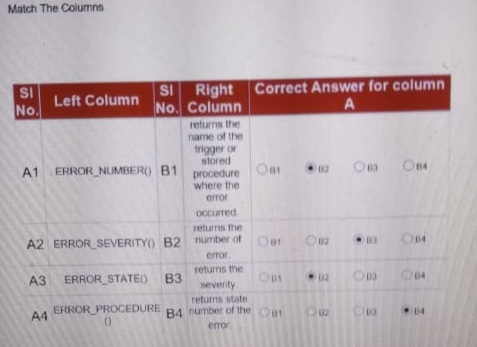 Match The Columns
SI No. Left Column SI No. Right Column Correct Answer for column A
A1 ERROR_NUMBER() B1 returns the name of the trigger or stored procedure where the error occurred. B1 B2 B3 B4
A2 ERROR_SEVERITY() B2 returns the number of error. B1 B2 B3 B4
A3 ERROR_STATE() B3 returns the severity. B1 B2 B3 B4
A4 ERROR_PROCEDURE () B4 returns state number of the error. B1 B2 B3 B4